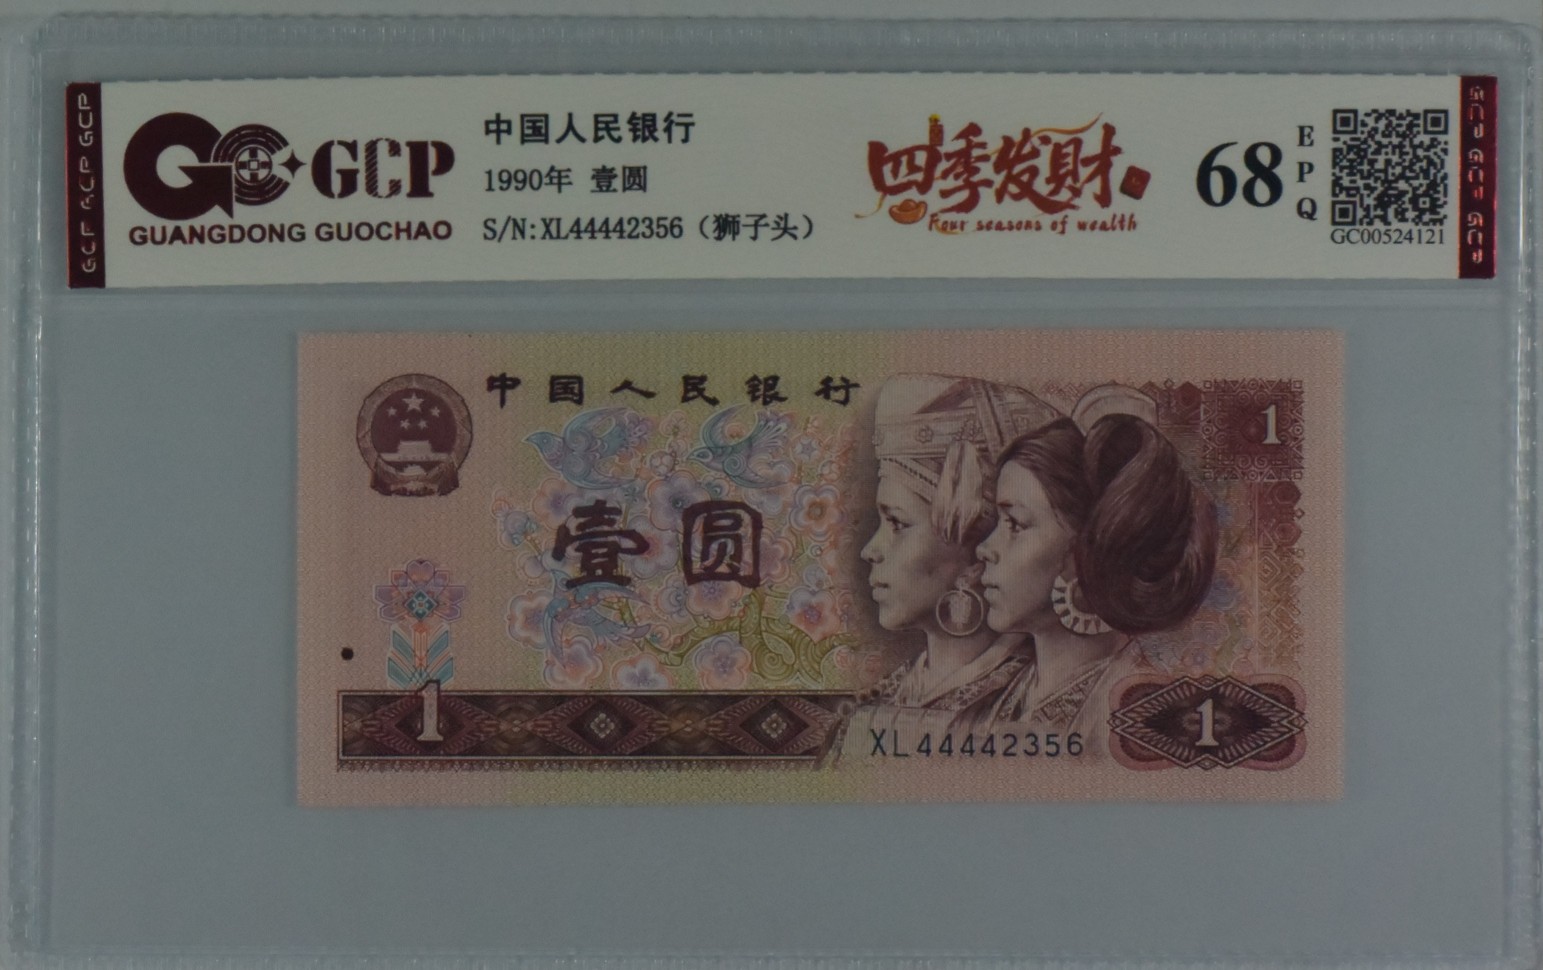 GCP
GUANGDONG GUOCHAO
中国人民银行
1990年 壹圆
S/N:XL44442356（狮子头）
四季发财
Four seasons of wealth
68
EPQ
GC00524121
中国人民银行
1
壹圆
1
XL44442356
1